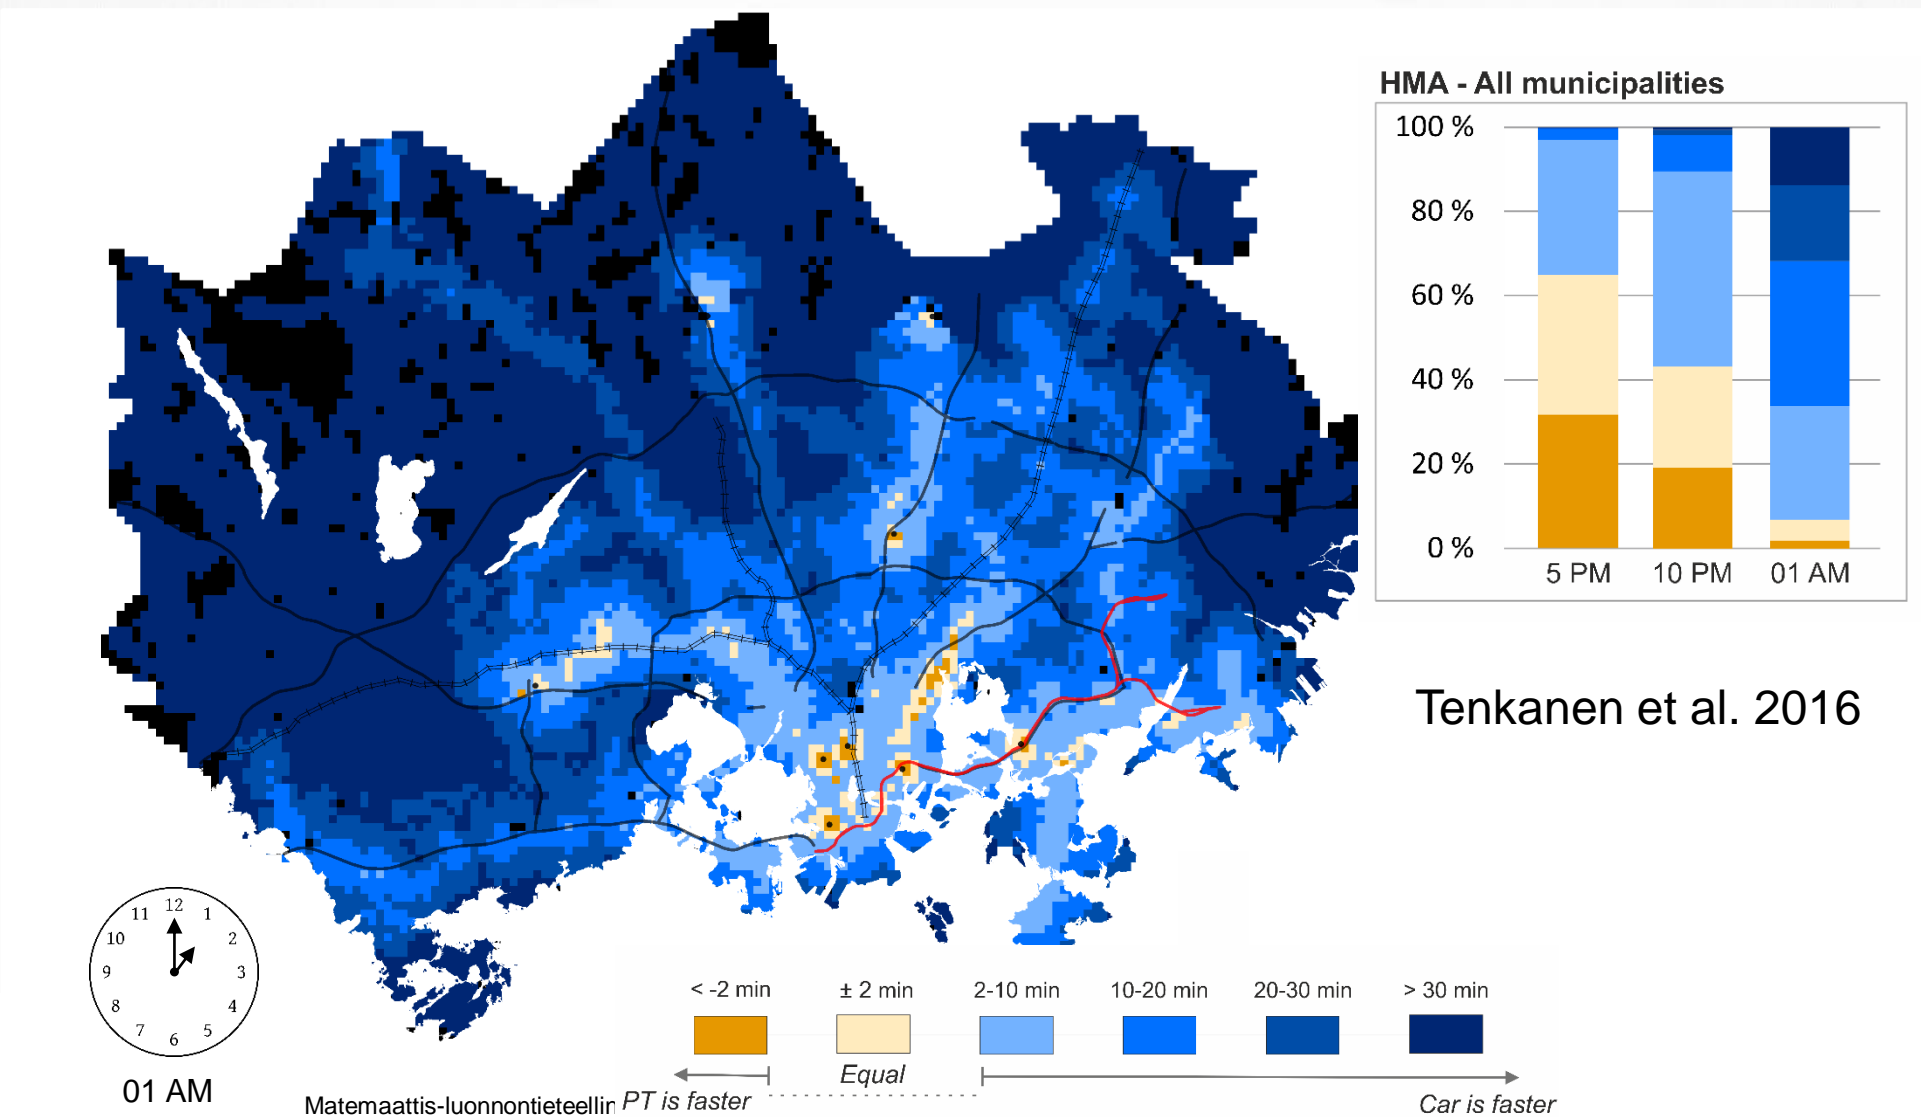 HMA - All municipalities
100 %
80 %
60 %
40 %
20 %
0 %
5 PM 10 PM 01 AM
Tenkanen et al. 2016
12
11 1
10 2
9 3
8 4
7 5
6
01 AM
< -2 min ± 2 min 2-10 min 10-20 min 20-30 min > 30 min
Equal
PT is faster Car is faster
Matemaattis-luonnontieteellin